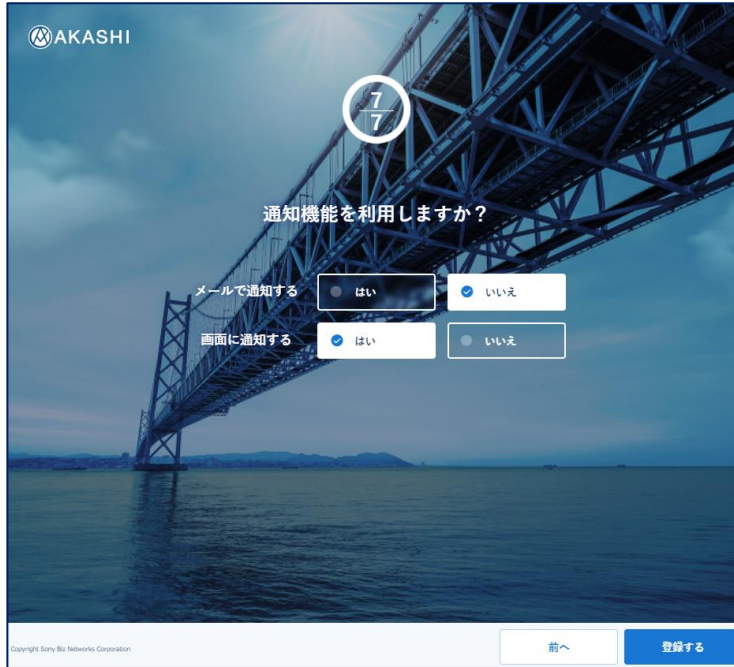 AKASHI
7
7
通知機能を利用しますか？
メールで通知する はい いいえ
画面に通知する はい いいえ
Copyright Sony Biz Networks Corporation 前へ 登録する